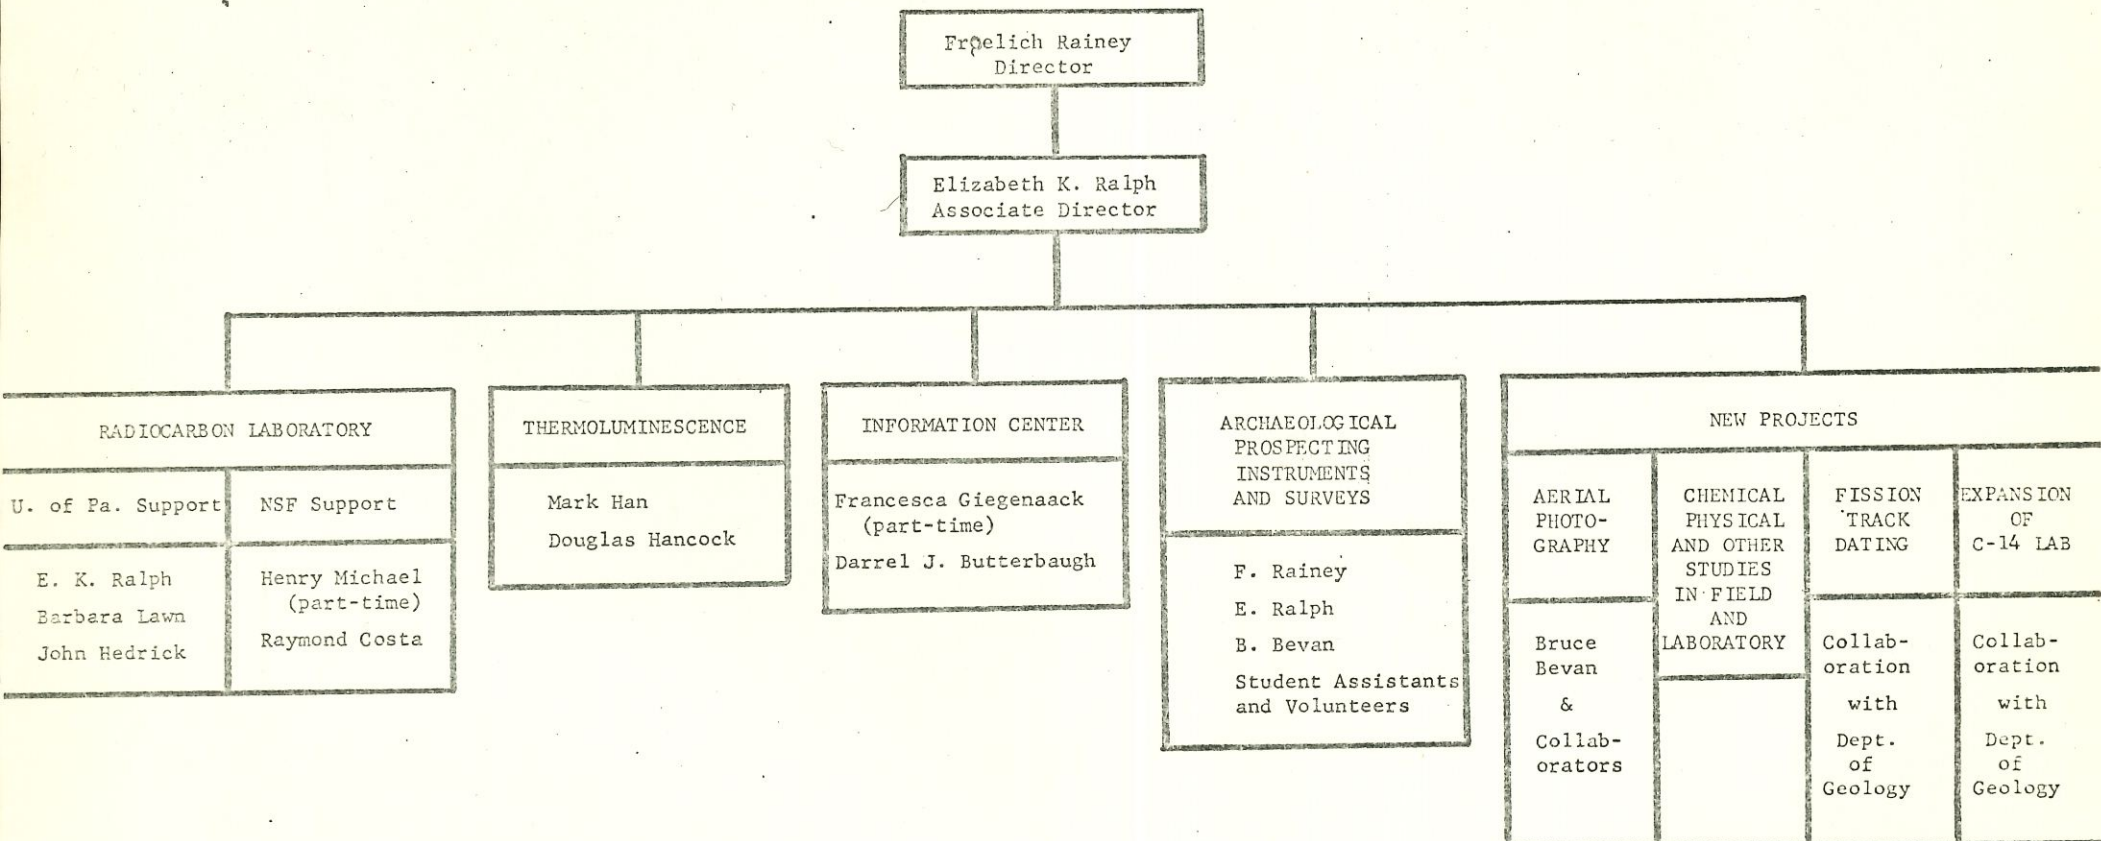 Froelich Rainey
Director
Elizabeth K. Ralph
Associate Director
RADIOCARBON LABORATORY
U. of Pa. Support
E. K. Ralph
Barbara Lawn
John Hedrick
NSF Support
Henry Michael
(part-time)
Raymond Costa
THERMOLUMINESCENCE
Mark Han
Douglas Hancock
INFORMATION CENTER
Francesca Giegenaack
(part-time)
Darrel J. Butterbaugh
ARCHAEOLOGICAL
PROSPECTING
INSTRUMENTS
AND SURVEYS
F. Rainey
E. Ralph
B. Bevan
Student Assistants
and Volunteers
NEW PROJECTS
AERIAL
PHOTO-
GRAPHY
Bruce
Bevan
&
Collab-
orators
CHEMICAL
PHYSICAL
AND OTHER
STUDIES
IN FIELD
AND
LABORATORY
FISSION
TRACK
DATING
Collab-
oration
with
Dept.
of
Geology
EXPANSION
OF
C-14 LAB
Collab-
oration
with
Dept.
of
Geology